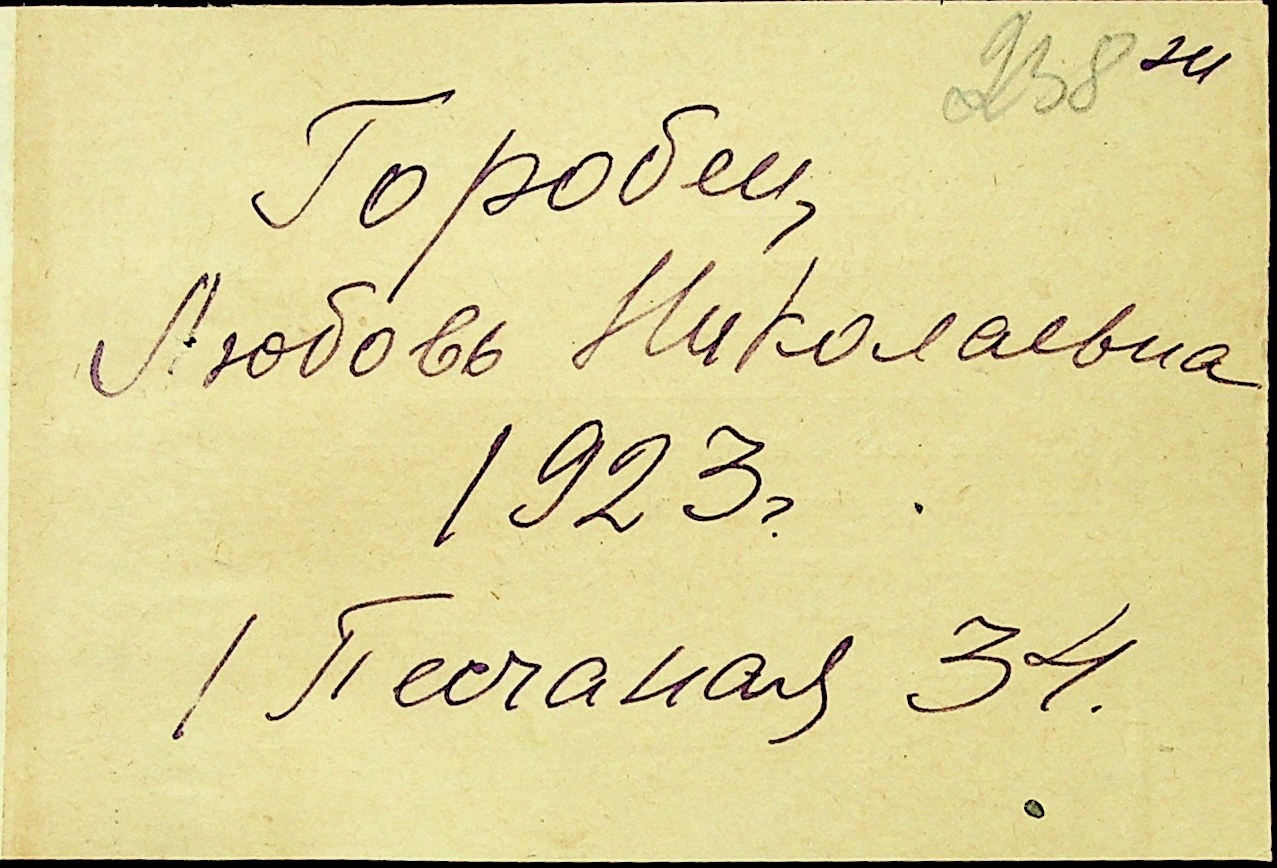 238
Горобец
Любовь Николаевна
1923г
1 Песчаная 34.